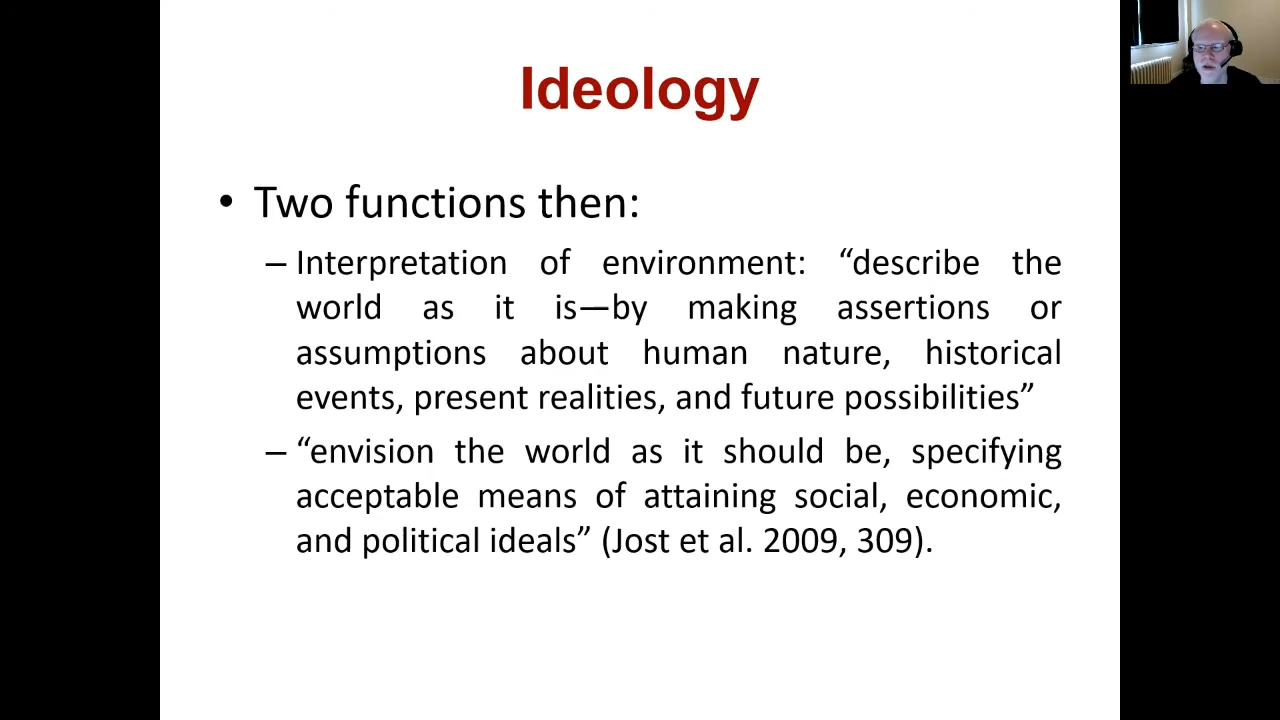 Ideology
• Two functions then:
– Interpretation of environment: “describe the
world as it is—by making assertions or
assumptions about human nature, historical
events, present realities, and future possibilities”
– “envision the world as it should be, specifying
acceptable means of attaining social, economic,
and political ideals” (Jost et al. 2009, 309).